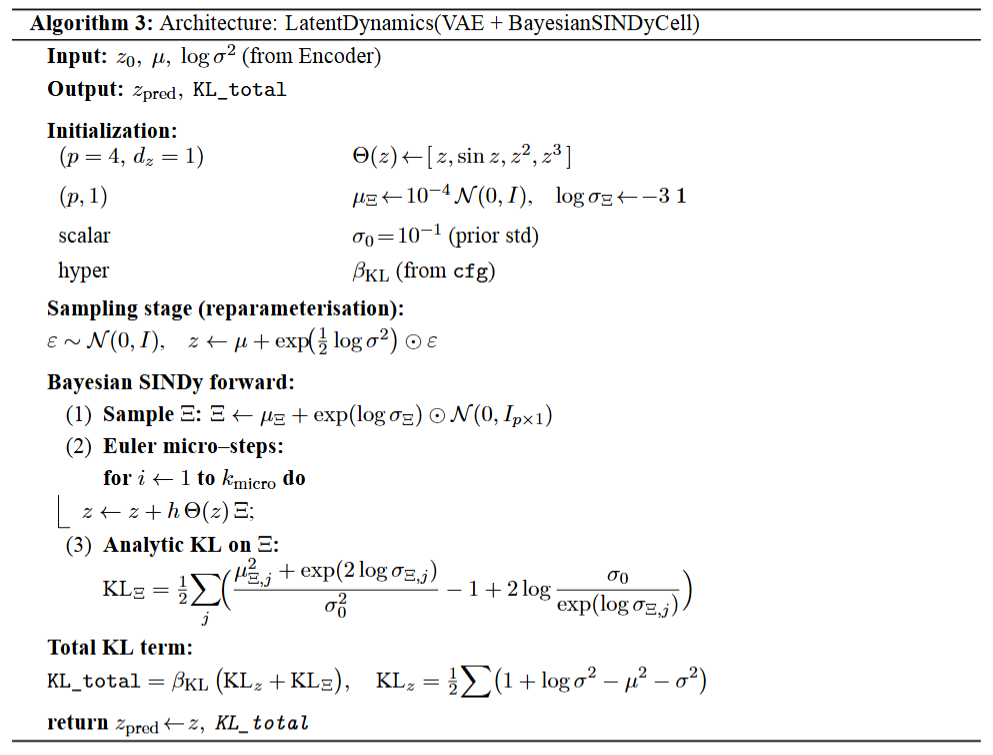 Algorithm 3: Architecture: LatentDynamics(VAE + BayesianSINDyCell)
Input: z₀, μ, log σ² (from Encoder)
Output: z_pred, KL_total
Initialization:
(p = 4, d_z = 1) Θ(z) ← [ z, sin z, z², z³ ]
(p, 1) μ_Ξ ← 10⁻⁴ 𝒩(0, I), log σ_Ξ ← −3 1
scalar σ₀ = 10⁻¹ (prior std)
hyper β_KL (from cfg)
Sampling stage (reparameterisation):
ε ∼ 𝒩(0, I), z ← μ + exp(½ log σ²) ⊙ ε
Bayesian SINDy forward:
(1) Sample Ξ: Ξ ← μ_Ξ + exp(log σ_Ξ) ⊙ 𝒩(0, I_{p×1})
(2) Euler micro–steps:
for i ← 1 to k_micro do
z ← z + h Θ(z) Ξ;
(3) Analytic KL on Ξ:
KL_Ξ = ½ ∑_j ( (μ²_{Ξ,j} + exp(2 log σ_{Ξ,j})) / σ₀² − 1 + 2 log σ₀ / exp(log σ_{Ξ,j}) )
Total KL term:
KL_total = β_KL (KL_z + KL_Ξ), KL_z = ½ ∑ (1 + log σ² − μ² − σ²)
return z_pred ← z, KL_total